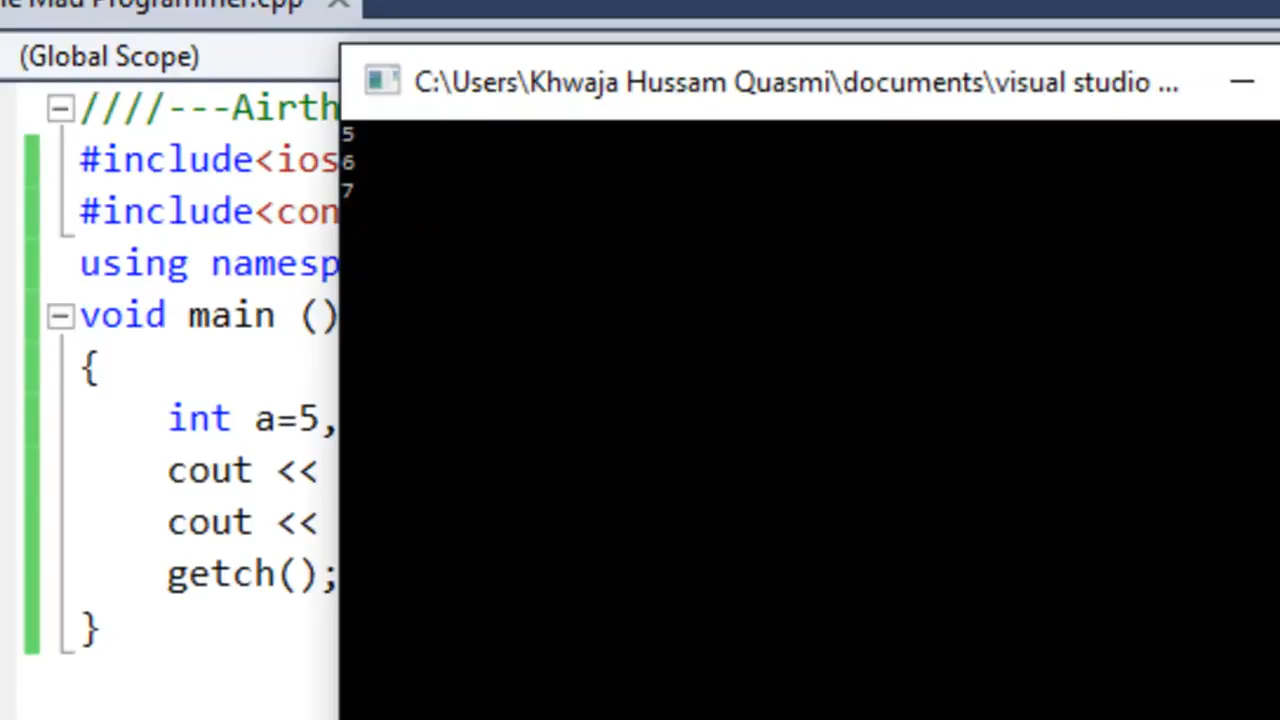 Mad Programmer.cpp
(Global Scope)
C:\Users\Khwaja Hussam Quasmi\documents\visual studio ...
////---Airth
#include<ios
#include<con
using namesp
void main ()
{
int a=5,
cout <<
cout <<
getch();
}
5
6
7